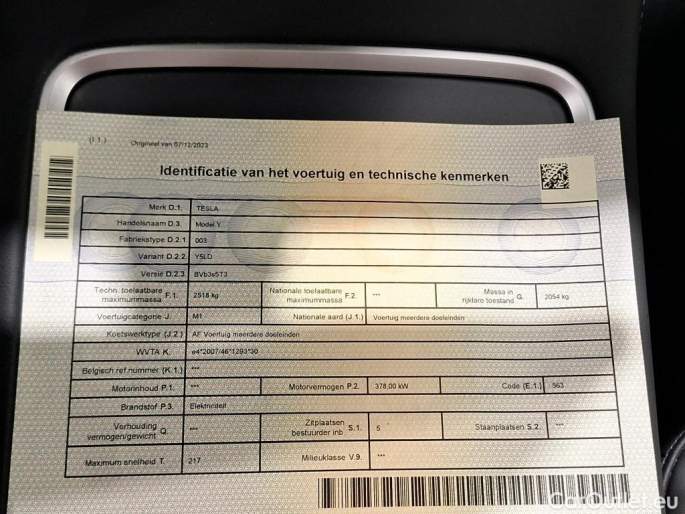 (I.1.) Origineel van 07/12/2023
Identificatie van het voertuig en technische kenmerken
Merk D.1. TESLA
Handelsnaam D.3. Model Y
Fabriekstype D.2.1 003
Variant D.2.2 Y5LD
Versie D.2.3
Techn. toelaatbare maximummassa F.1. 2518 kg Nationale toelaatbare maximummassa F.2. *** Massa in rijklare toestand G. 2054 kg
Voertuigcategorie J. M1 Nationale aard (J.1.) Voertuig meerdere doeleinden
Koetswerktype (J.2.) AF Voertuig meerdere doeleinden
WVTA K. e4*2007/46*1293*30
Belgisch ref.nummer (K.1.) ***
Motorinhoud P.1. *** Motorvermogen P.2. 378,00 kW Code (E.1.) 563
Brandstof P.3. Elektriciteit
Verhouding vermogen/gewicht Q. *** Zitplaatsen bestuurder inb. S.1. 5 Staanplaatsen S.2. ***
Maximum snelheid T. 217 Milieuklasse V.9. ***
CarOutlet.eu